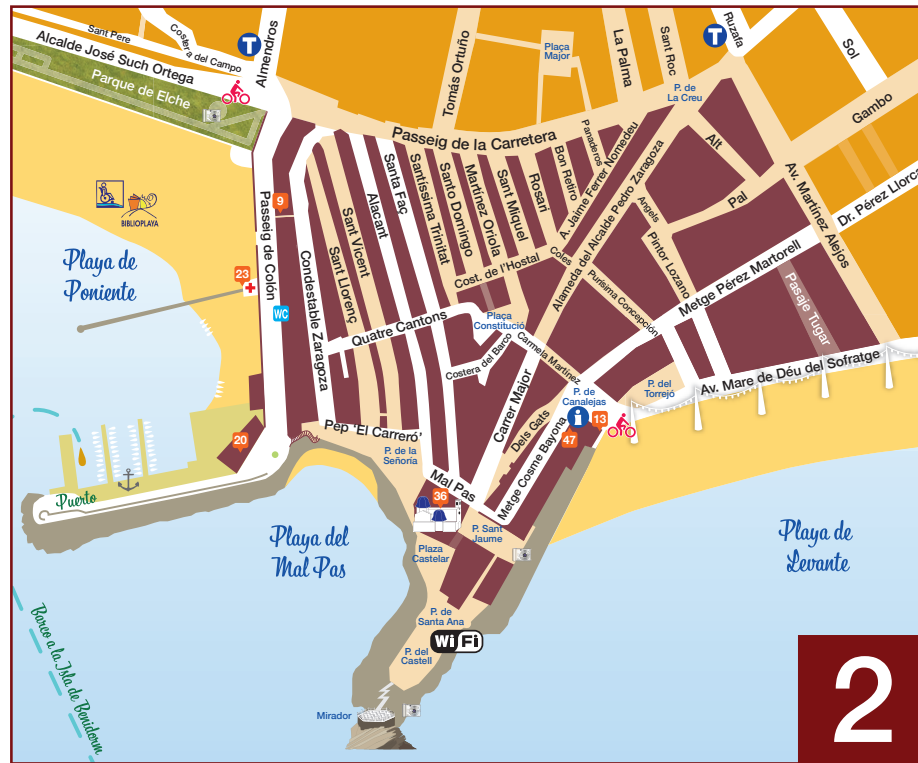 Sant Pere
Costera del Campo
Alcalde José Such Ortega
Parque de Elche
T
Almendros
Tomás Ortuño
Plaça
Major
La Palma
Sant Roc
T
Ruzafa
Sol
P. de
La Creu
Gambo
Passeig de la Carretera
Panaderos
Bon Retiro
Rosari
Sant Miquel
Martínez Oriola
Santo Domingo
Santíssima Trinitat
Santa Faç
Alacant
Sant Vicent
Sant Llorenç
Condestable Zaragoza
Passeig de Colón
A. Jaime Ferrer Nomedeu
Alameda del Alcalde Pedro Zaragoza
Alt
Pal
Angels
Pintor Lozano
Av. Martínez Alejos
Dr. Pérez Llorca
Metge Pérez Martorell
Pasaje Tugar
Av. Mare de Déu del Sofratge
9
BIBLIOPLAYA
Playa de
Poniente
23
WC
Cost. de l'Hostal
Coles
Purísima Concepción
Quatre Cantons
Plaça
Constitució
Costera del Barco
Carmela Martínez
Carrer Major
P. del
Torrejó
P. de
Canalejas
i
13
47
Dels Gats
Metge Cosme Bayona
20
Pep 'El Carreró'
P. de la
Señoría
Mal Pas
36
Puerto
Playa del
Mal Pas
Plaza
Castelar
P. Sant
Jaume
Playa de
Levante
P. de
Santa Ana
Wi Fi
P. del
Castell
Mirador
Barco a la Isla de Benidorm
2